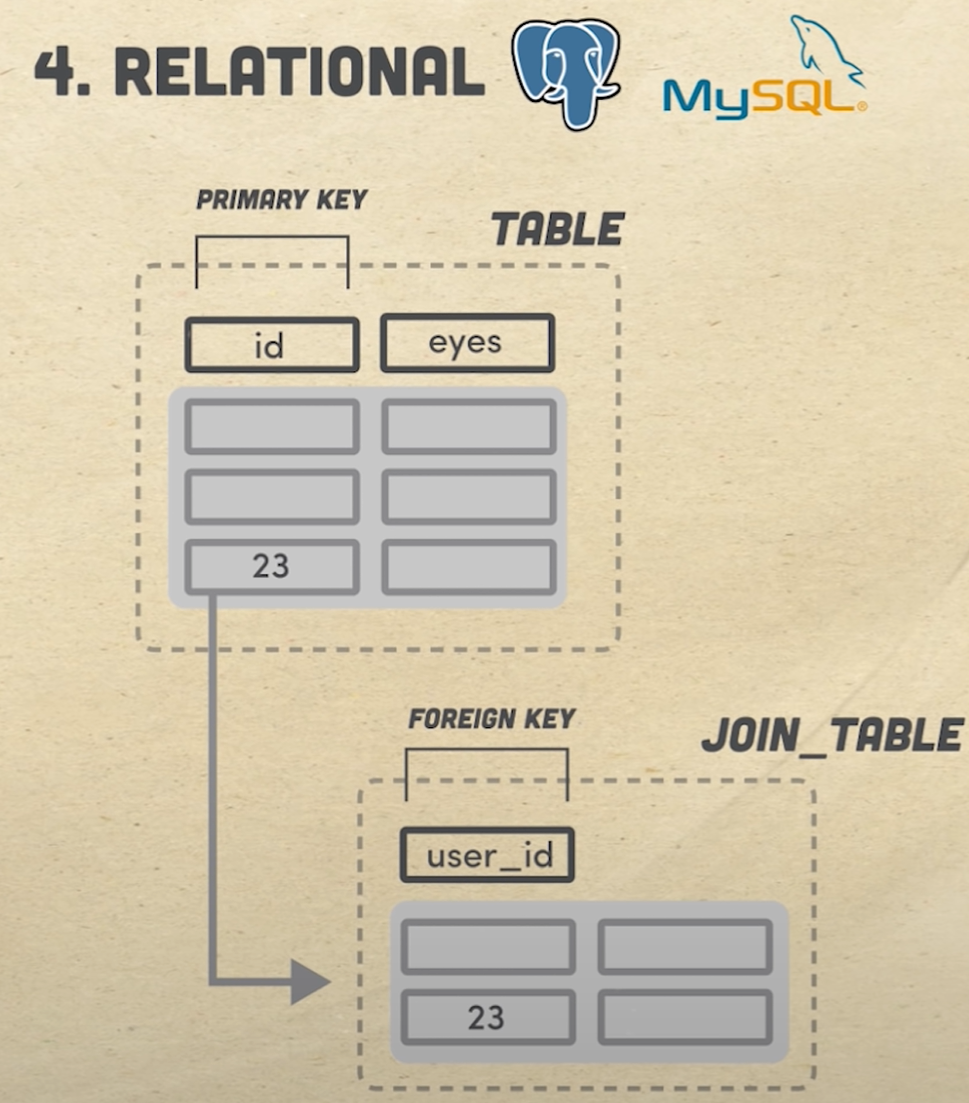 4. RELATIONAL
MySQL®
PRIMARY KEY
TABLE
id
eyes
23
FOREIGN KEY
JOIN_TABLE
user_id
23